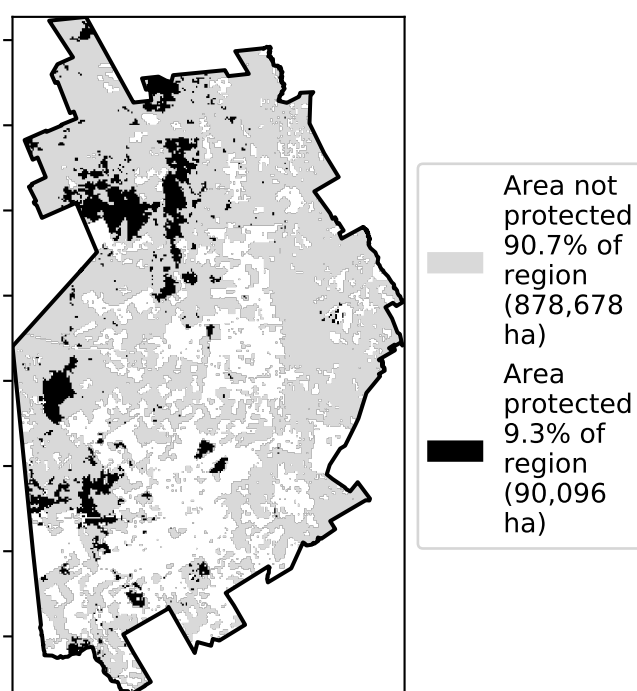 Area not
protected
90.7% of
region
(878,678
ha)
Area
protected
9.3% of
region
(90,096
ha)